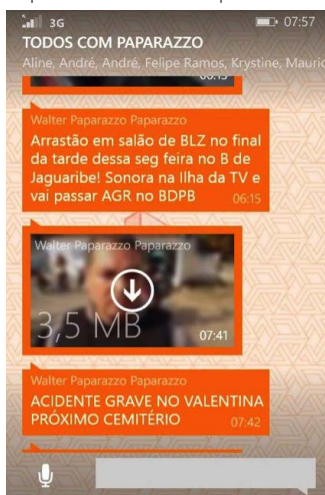 3G 07:57
TODOS COM PAPARAZZO
Aline, André, André, Felipe Ramos, Krystine, Mauric
06:15
Walter Paparazzo Paparazzo
Arrastão em salão de BLZ no final
da tarde dessa seg feira no B de
Jaguaribe! Sonora na Ilha da TV e
vai passar AGR no BDPB 06:15
Walter Paparazzo Paparazzo
3,5 MB 07:41
Walter Paparazzo Paparazzo
ACIDENTE GRAVE NO VALENTINA
PRÓXIMO CEMITÉRIO 07:42